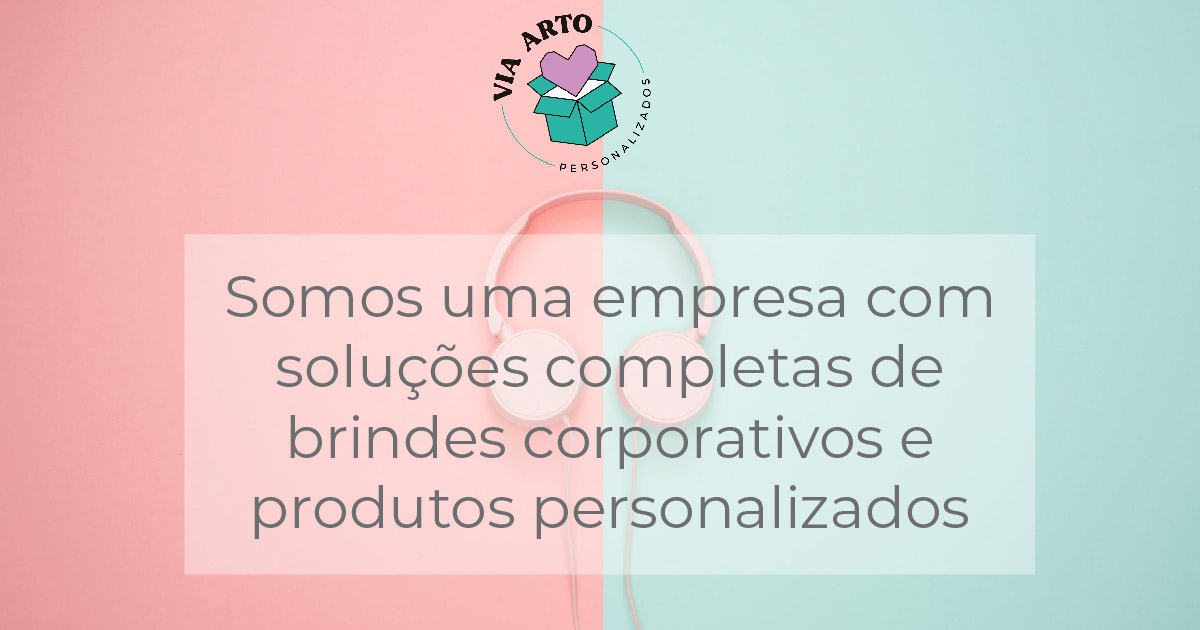 VIA ARTO
PERSONALIZADOS
Somos uma empresa com
soluções completas de
brindes corporativos e
produtos personalizados